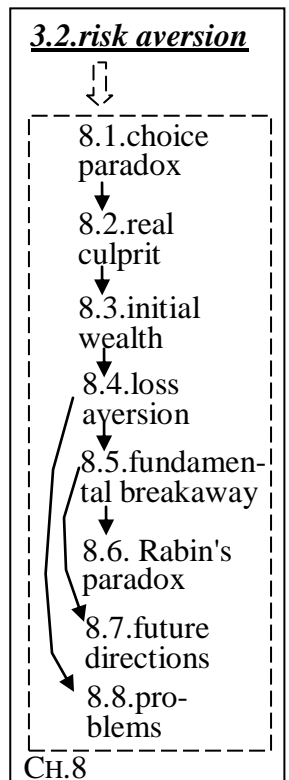 3.2.risk aversion
8.1.choice
paradox
8.2.real
culprit
8.3.initial
wealth
8.4.loss
aversion
8.5.fundamen-
tal breakaway
8.6. Rabin's
paradox
8.7.future
directions
8.8.pro-
blems
CH.8